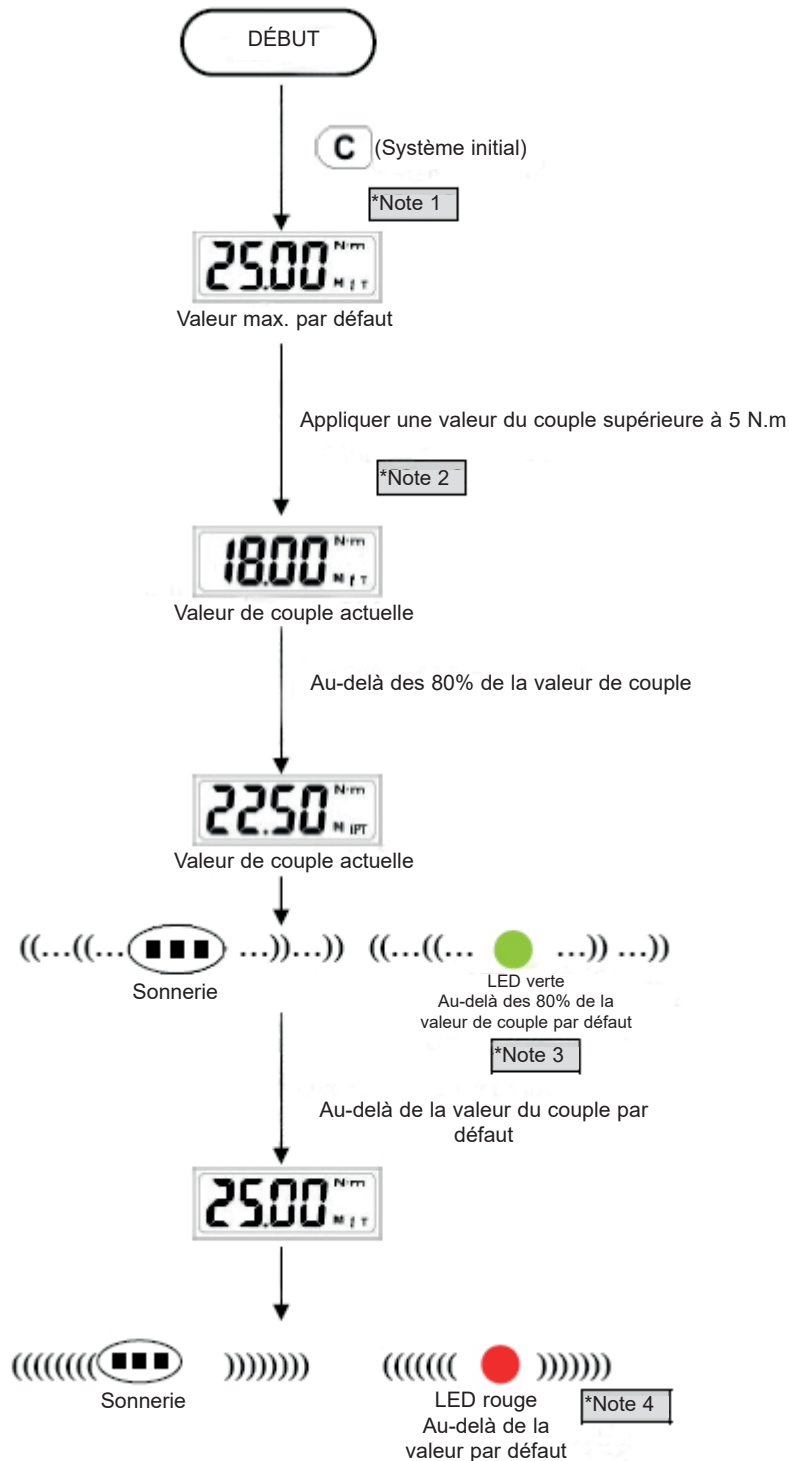 DÉBUT
C (Système initial)
*Note 1
25.00 N·m
M I T
Valeur max. par défaut
Appliquer une valeur du couple supérieure à 5 N.m
*Note 2
18.00 N·m
Valeur de couple actuelle
Au-delà des 80% de la valeur de couple
22.50 N·m
Valeur de couple actuelle
((...((... ...))...)) ((...((... ...)) ...))
Sonnerie
LED verte
Au-delà des 80% de la
valeur de couple par défaut
*Note 3
Au-delà de la valeur du couple par
défaut
25.00 N·m
M I T
(((((((( )))))))) ((((((( )))))))
Sonnerie
LED rouge
*Note 4
Au-delà de la
valeur par défaut